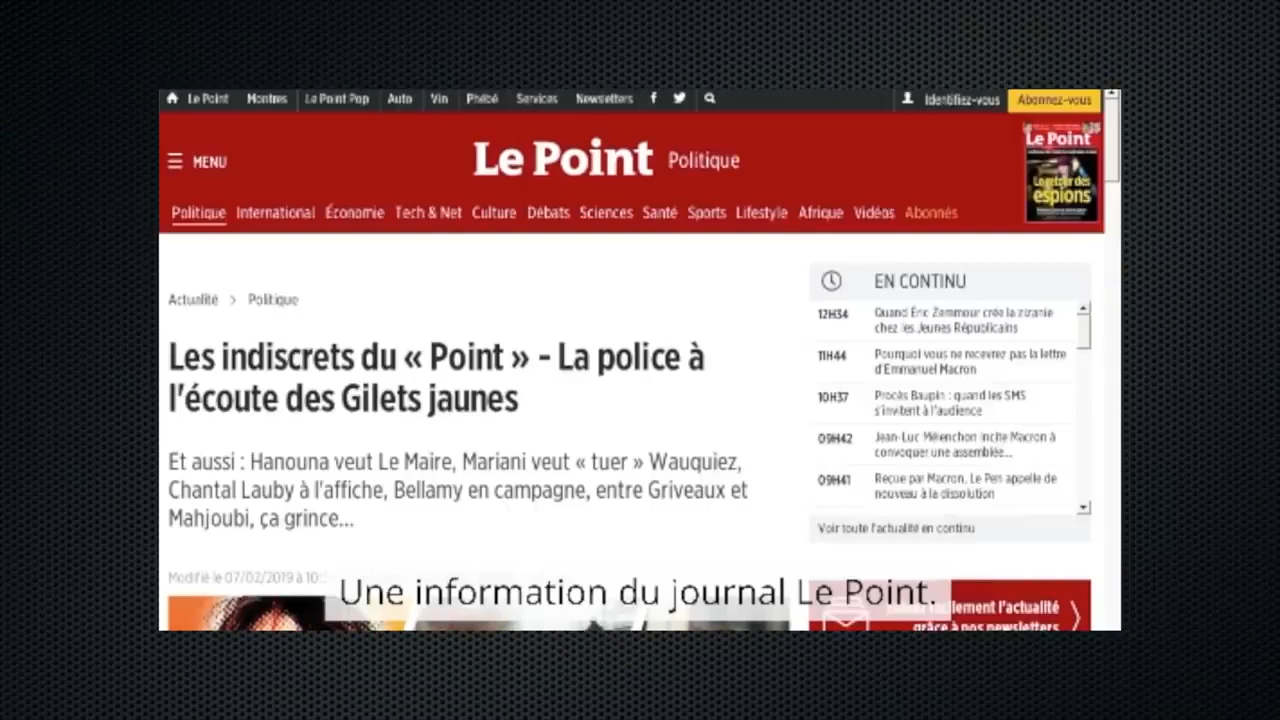 Le Point Montres Le Point Pop Auto Vin Phébé Services Newsletters Identifiez-vous Abonnez-vous
MENU
Le Point Politique
Le Point
Le retour des
espions
Politique International Économie Tech & Net Culture Débats Sciences Santé Sports Lifestyle Afrique Vidéos Abonnés
Actualité > Politique
Les indiscrets du « Point » - La police à
l'écoute des Gilets jaunes
Et aussi : Hanouna veut Le Maire, Mariani veut « tuer » Wauquiez,
Chantal Lauby à l'affiche, Bellamy en campagne, entre Griveaux et
Mahjoubi, ça grince...
Modifié le 07/02/2019 à 10:
EN CONTINU
12H34 Quand Éric Zemmour crée la zizanie
chez les Jeunes Républicains
11H44 Pourquoi vous ne recevrez pas la lettre
d'Emmanuel Macron
10H37 Procès Baupin : quand les SMS
s'invitent à l'audience
09H42 Jean-Luc Mélenchon incite Macron à
convoquer une assemblée...
09H41 Reçue par Macron, Le Pen appelle de
nouveau à la dissolution
Voir toute l'actualité en continu
Une information du journal Le Point.
l'actualité
grâce à nos newsletters